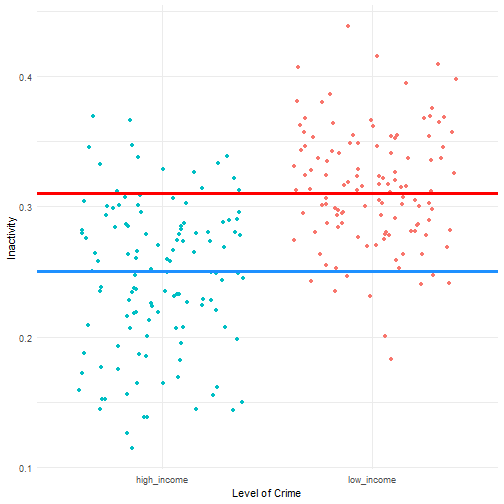 0.4
0.3
0.2
0.1
Inactivity
high_income
low_income
Level of Crime